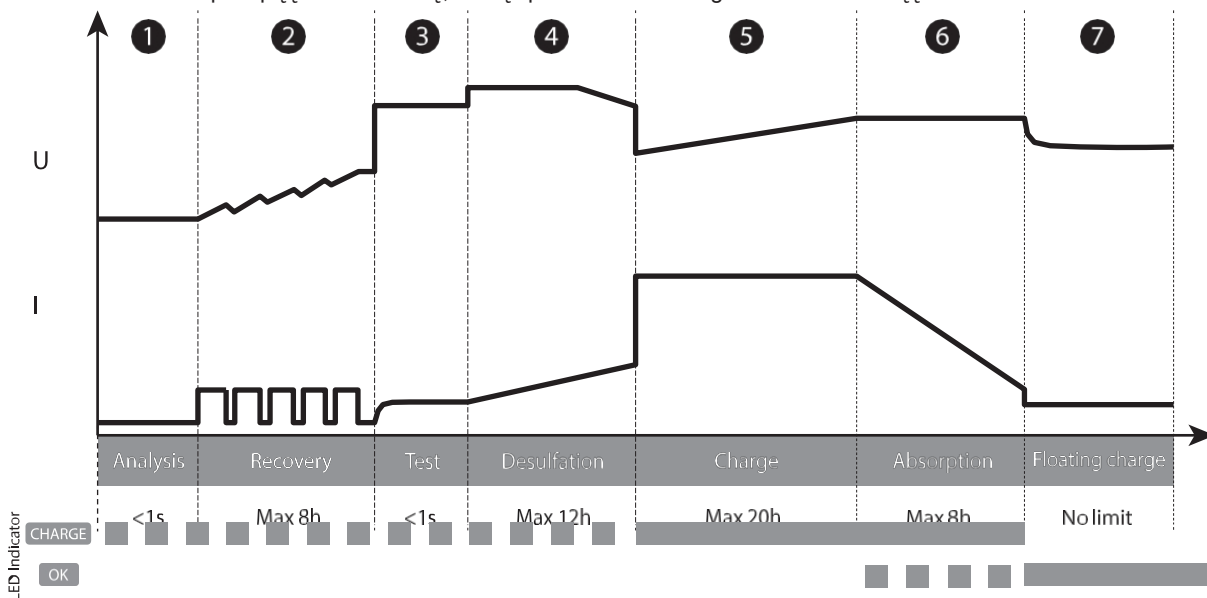 1 2 3 4 5 6 7
U
I
Analysis Recovery Test Desulfation Charge Absorption Floating charge
<1s Max 8h <1s Max 12h Max 20h Max 8h No limit
CHARGE
OK